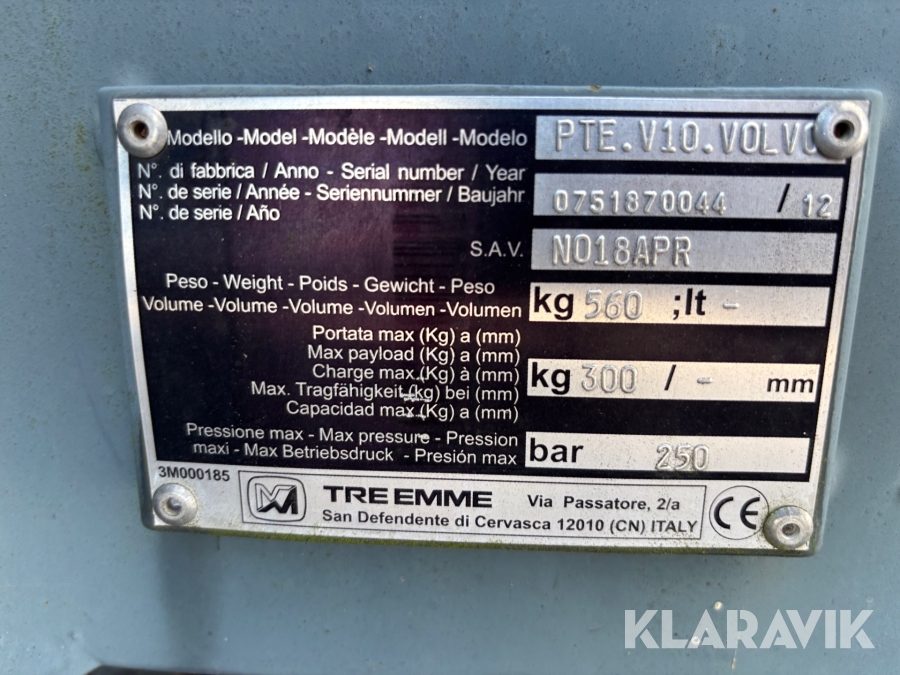 Modello -Model -Modèle -Modell -Modelo PTE.V10.VOLVO
N°. di fabbrica / Anno - Serial number / Year
N°. de série / Année - Seriennummer / Baujahr 0751870044 / 12
N°. de serie / Año
S.A.V. NO18APR
Peso - Weight - Poids - Gewicht - Peso
Volume -Volume -Volume -Volumen -Volumen kg 560 ;lt -
Portata max (Kg) a (mm)
Max payload (Kg) a (mm)
Charge max (Kg) à (mm) kg 300 / - mm
Max. Tragfähigkeit (kg) bei (mm)
Capacidad max (Kg) a (mm)
Pressione max - Max pressure - Pression
maxi - Max Betriebsdruck - Presión max bar 250
3M000185
TREEMME Via Passatore, 2/a
San Defendente di Cervasca 12010 (CN) ITALY CE
KLARAVIK